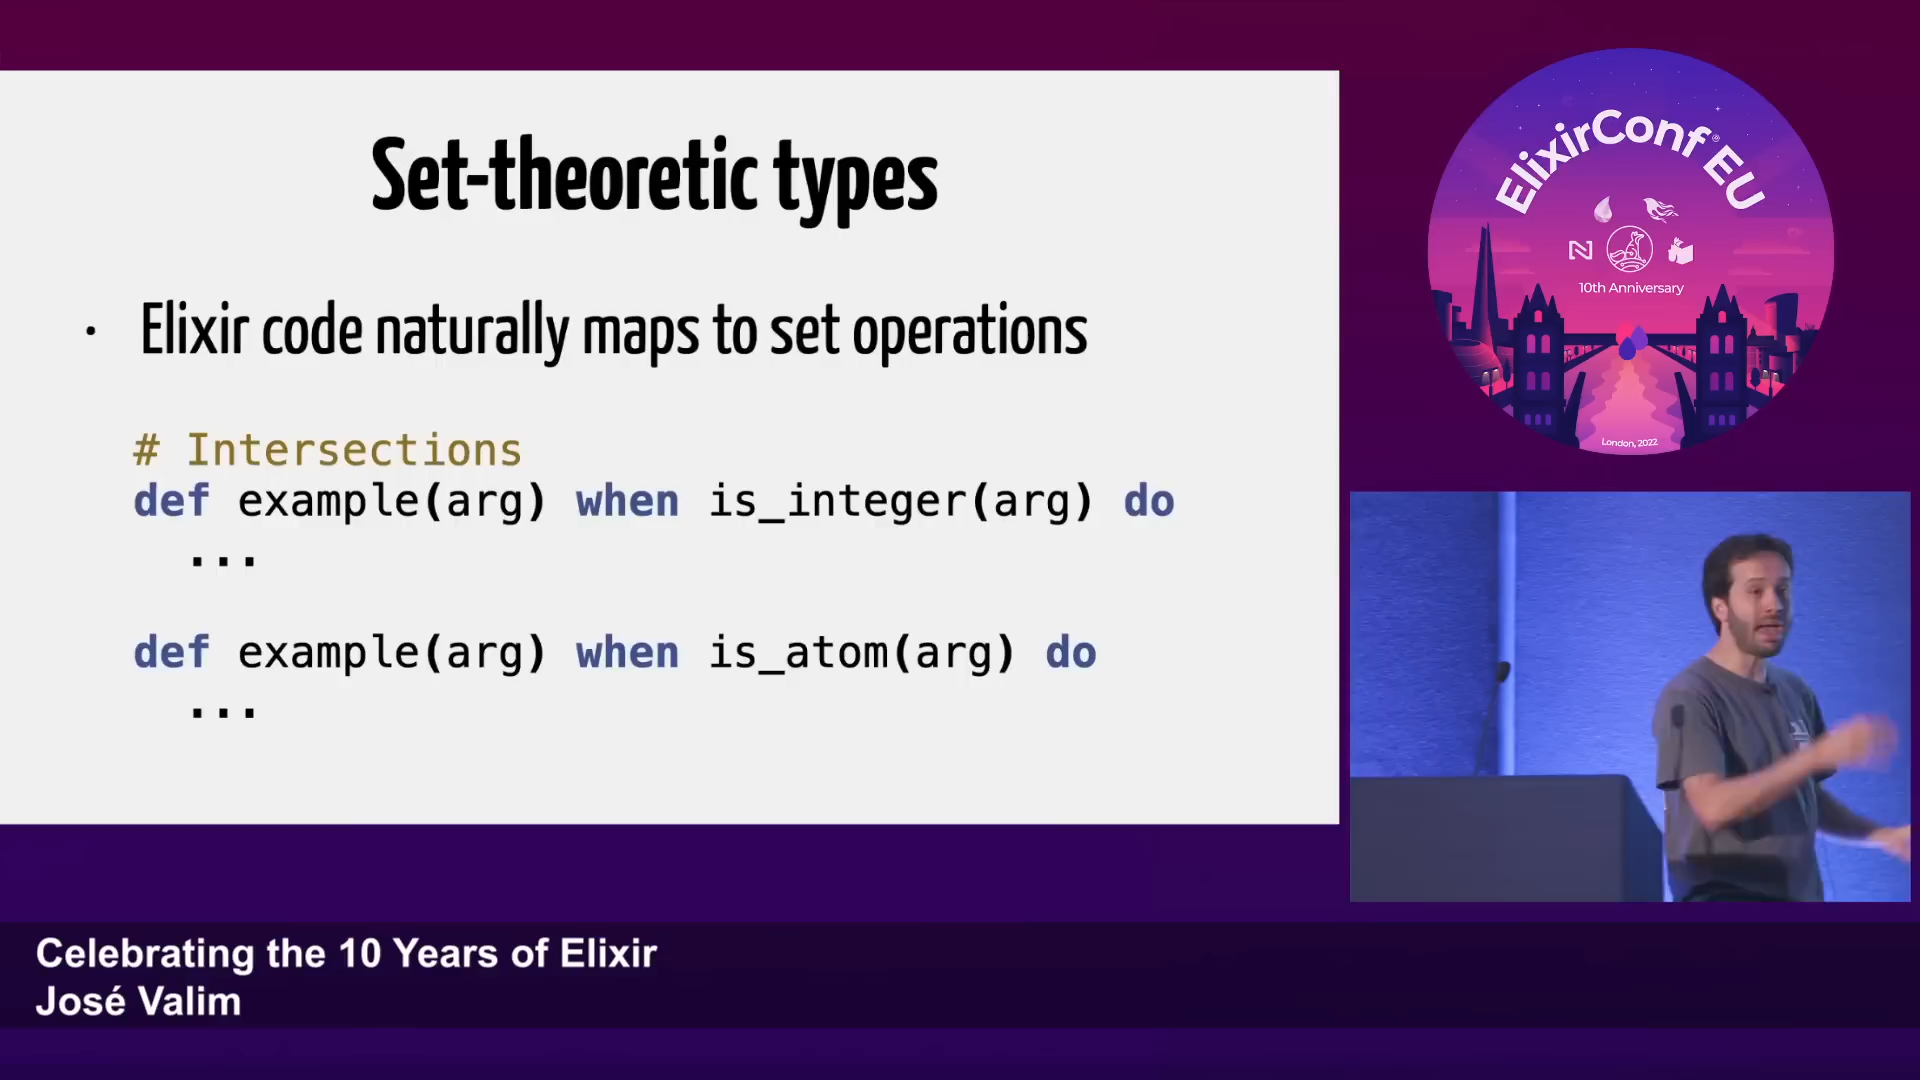 Set-theoretic types
· Elixir code naturally maps to set operations
# Intersections
def example(arg) when is_integer(arg) do
...
def example(arg) when is_atom(arg) do
...
ElixirConf® EU
10th Anniversary
London, 2022
Celebrating the 10 Years of Elixir
José Valim